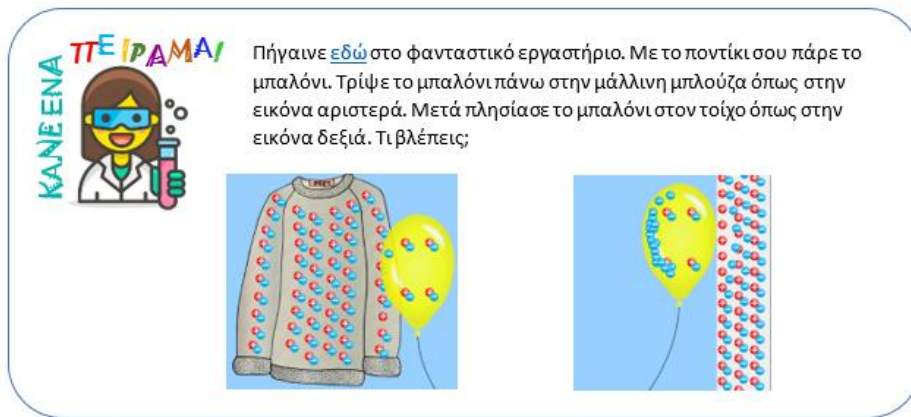 ΚΑΝΕ ΕΝΑ
ΠΕΙΡΑΜΑ!
Πήγαινε εδώ στο φανταστικό εργαστήριο. Με το ποντίκι σου πάρε το
μπαλόνι. Τρίψε το μπαλόνι πάνω στην μάλλινη μπλούζα όπως στην
εικόνα αριστερά. Μετά πλησίασε το μπαλόνι στον τοίχο όπως στην
εικόνα δεξιά. Τι βλέπεις;